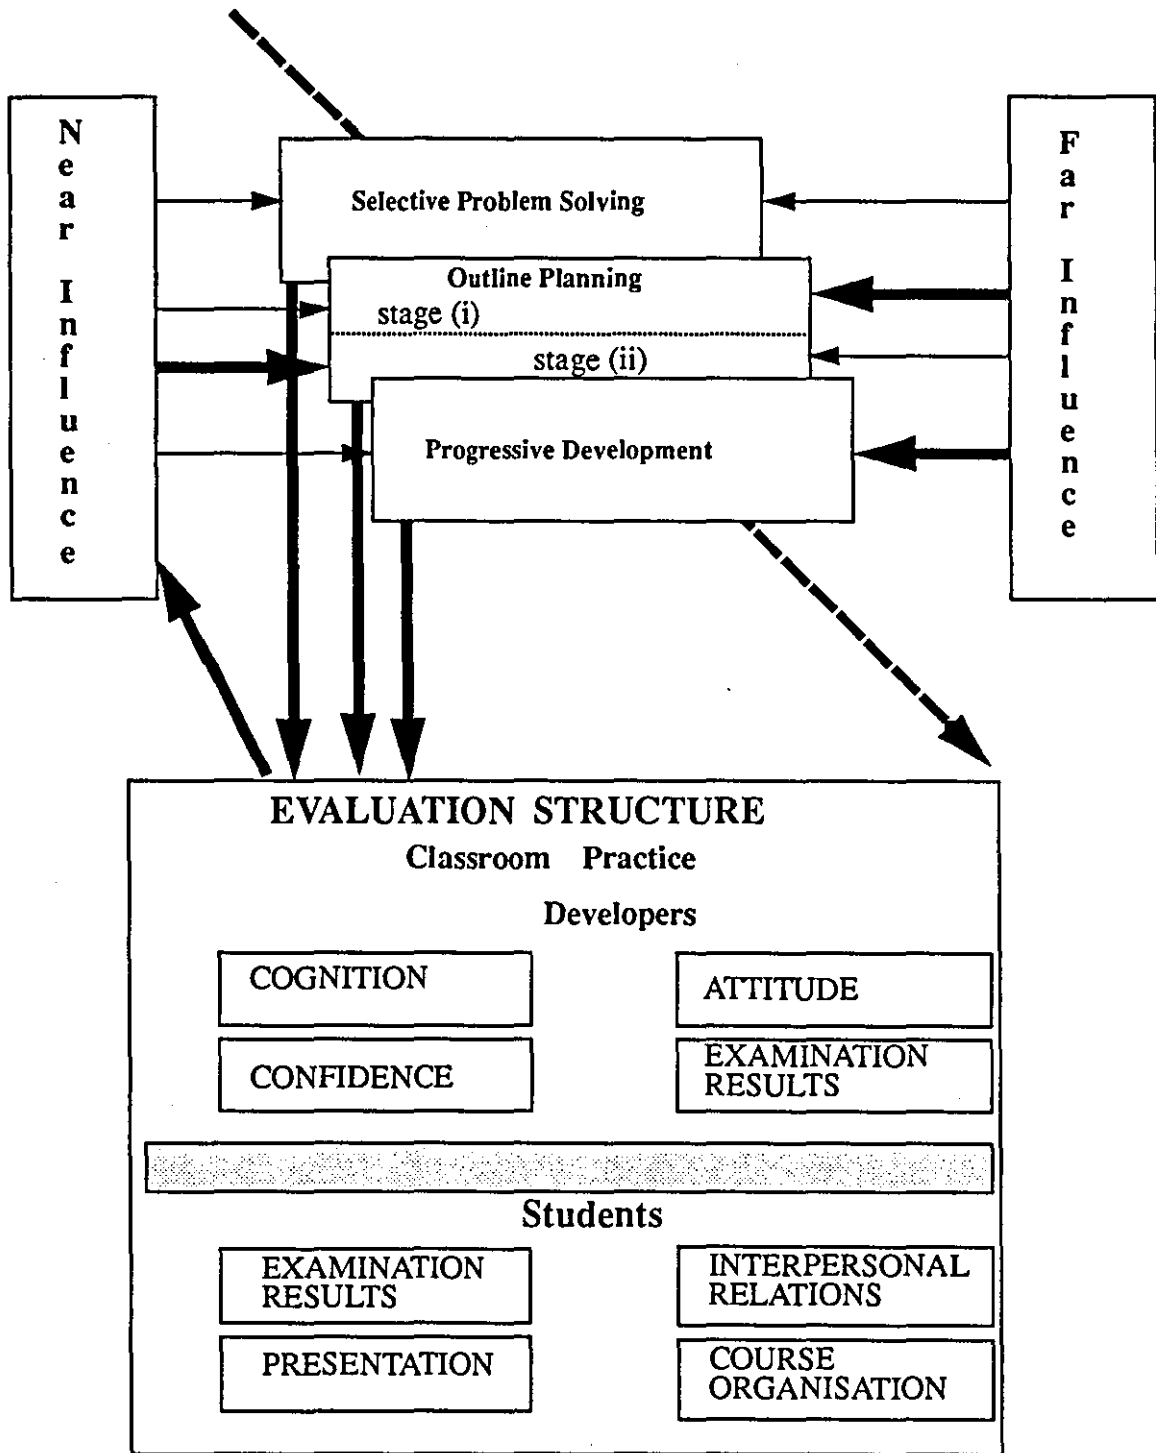 Near Influence
Far Influence
Selective Problem Solving
Outline Planning
stage (i)
stage (ii)
Progressive Development
EVALUATION STRUCTURE
Classroom Practice
Developers
COGNITION
ATTITUDE
CONFIDENCE
EXAMINATION
RESULTS
Students
EXAMINATION
RESULTS
INTERPERSONAL
RELATIONS
PRESENTATION
COURSE
ORGANISATION